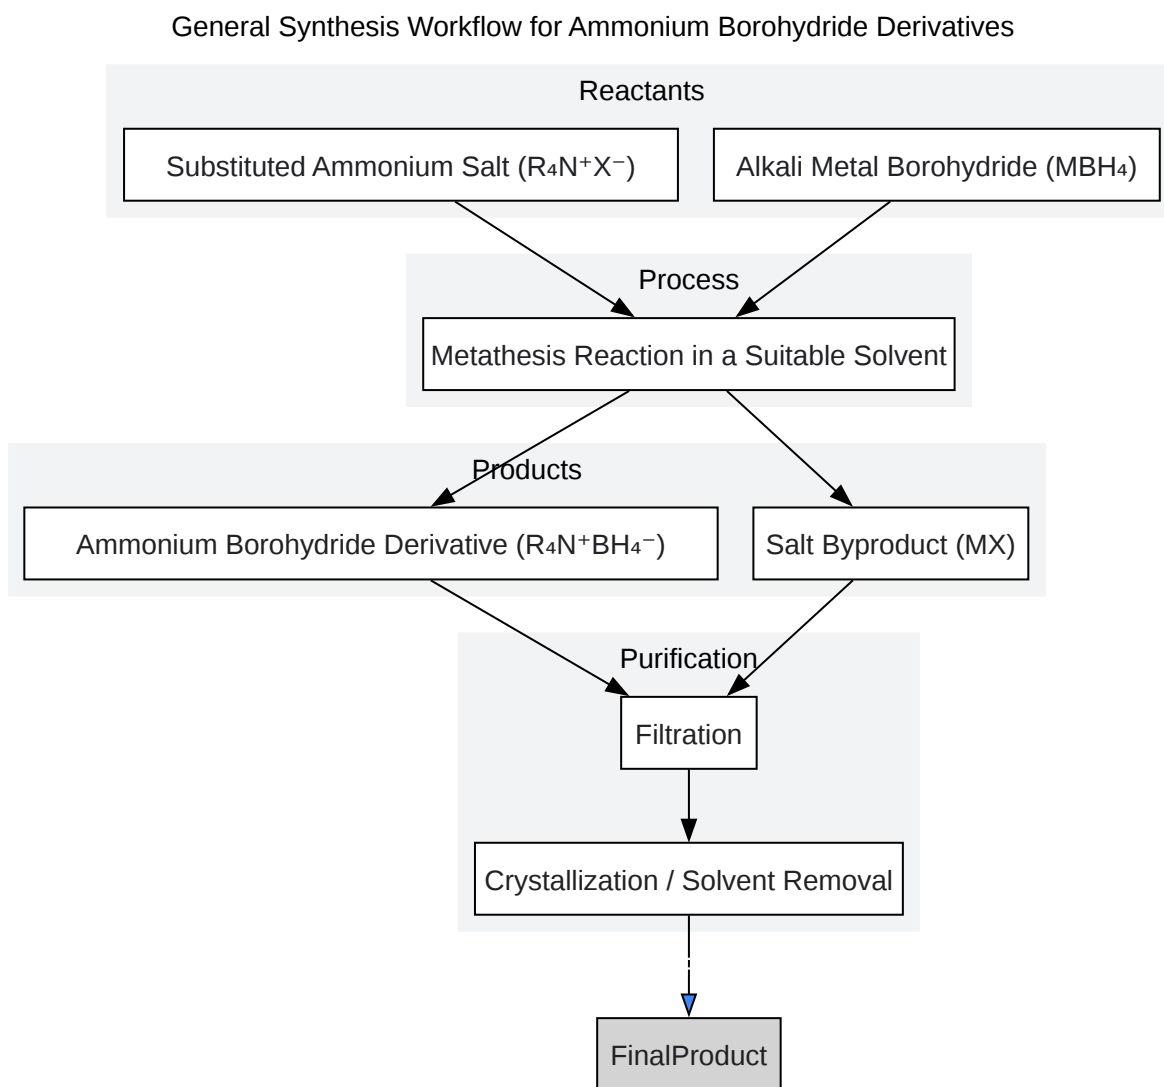 General Synthesis Workflow for Ammonium Borohydride Derivatives
Reactants
Substituted Ammonium Salt (R₄N⁺X⁻)
Alkali Metal Borohydride (MBH₄)
Process
Metathesis Reaction in a Suitable Solvent
Products
Ammonium Borohydride Derivative (R₄N⁺BH₄⁻)
Salt Byproduct (MX)
Purification
Filtration
Crystallization / Solvent Removal
FinalProduct